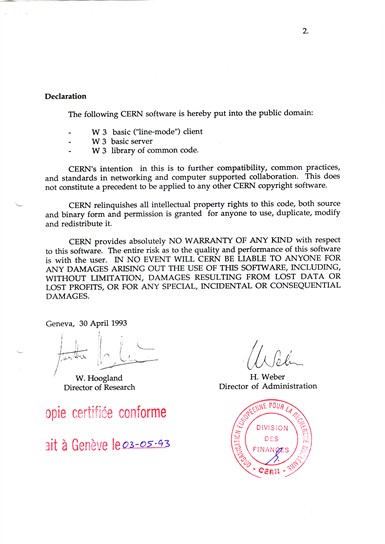 2.
Declaration
The following CERN software is hereby put into the public domain:
- W 3 basic ("line-mode") client
- W 3 basic server
- W 3 library of common code.
CERN's intention in this is to further compatibility, common practices,
and standards in networking and computer supported collaboration. This does
not constitute a precedent to be applied to any other CERN copyright software.
CERN relinquishes all intellectual property rights to this code, both source
and binary form and permission is granted for anyone to use, duplicate, modify
and redistribute it.
CERN provides absolutely NO WARRANTY OF ANY KIND with respect
to this software. The entire risk as to the quality and performance of this software
is with the user. IN NO EVENT WILL CERN BE LIABLE TO ANYONE FOR
ANY DAMAGES ARISING OUT THE USE OF THIS SOFTWARE, INCLUDING,
WITHOUT LIMITATION, DAMAGES RESULTING FROM LOST DATA OR
LOST PROFITS, OR FOR ANY SPECIAL, INCIDENTAL OR CONSEQUENTIAL
DAMAGES.
Geneva, 30 April 1993
W. Hoogland
Director of Research
H. Weber
Director of Administration
opie certifiée conforme
ait à Genève le 03-05-93
ORGANISATION EUROPÉENNE POUR LA RECHERCHE NUCLÉAIRE
DIVISION
DES
FINANCES
- CERN -